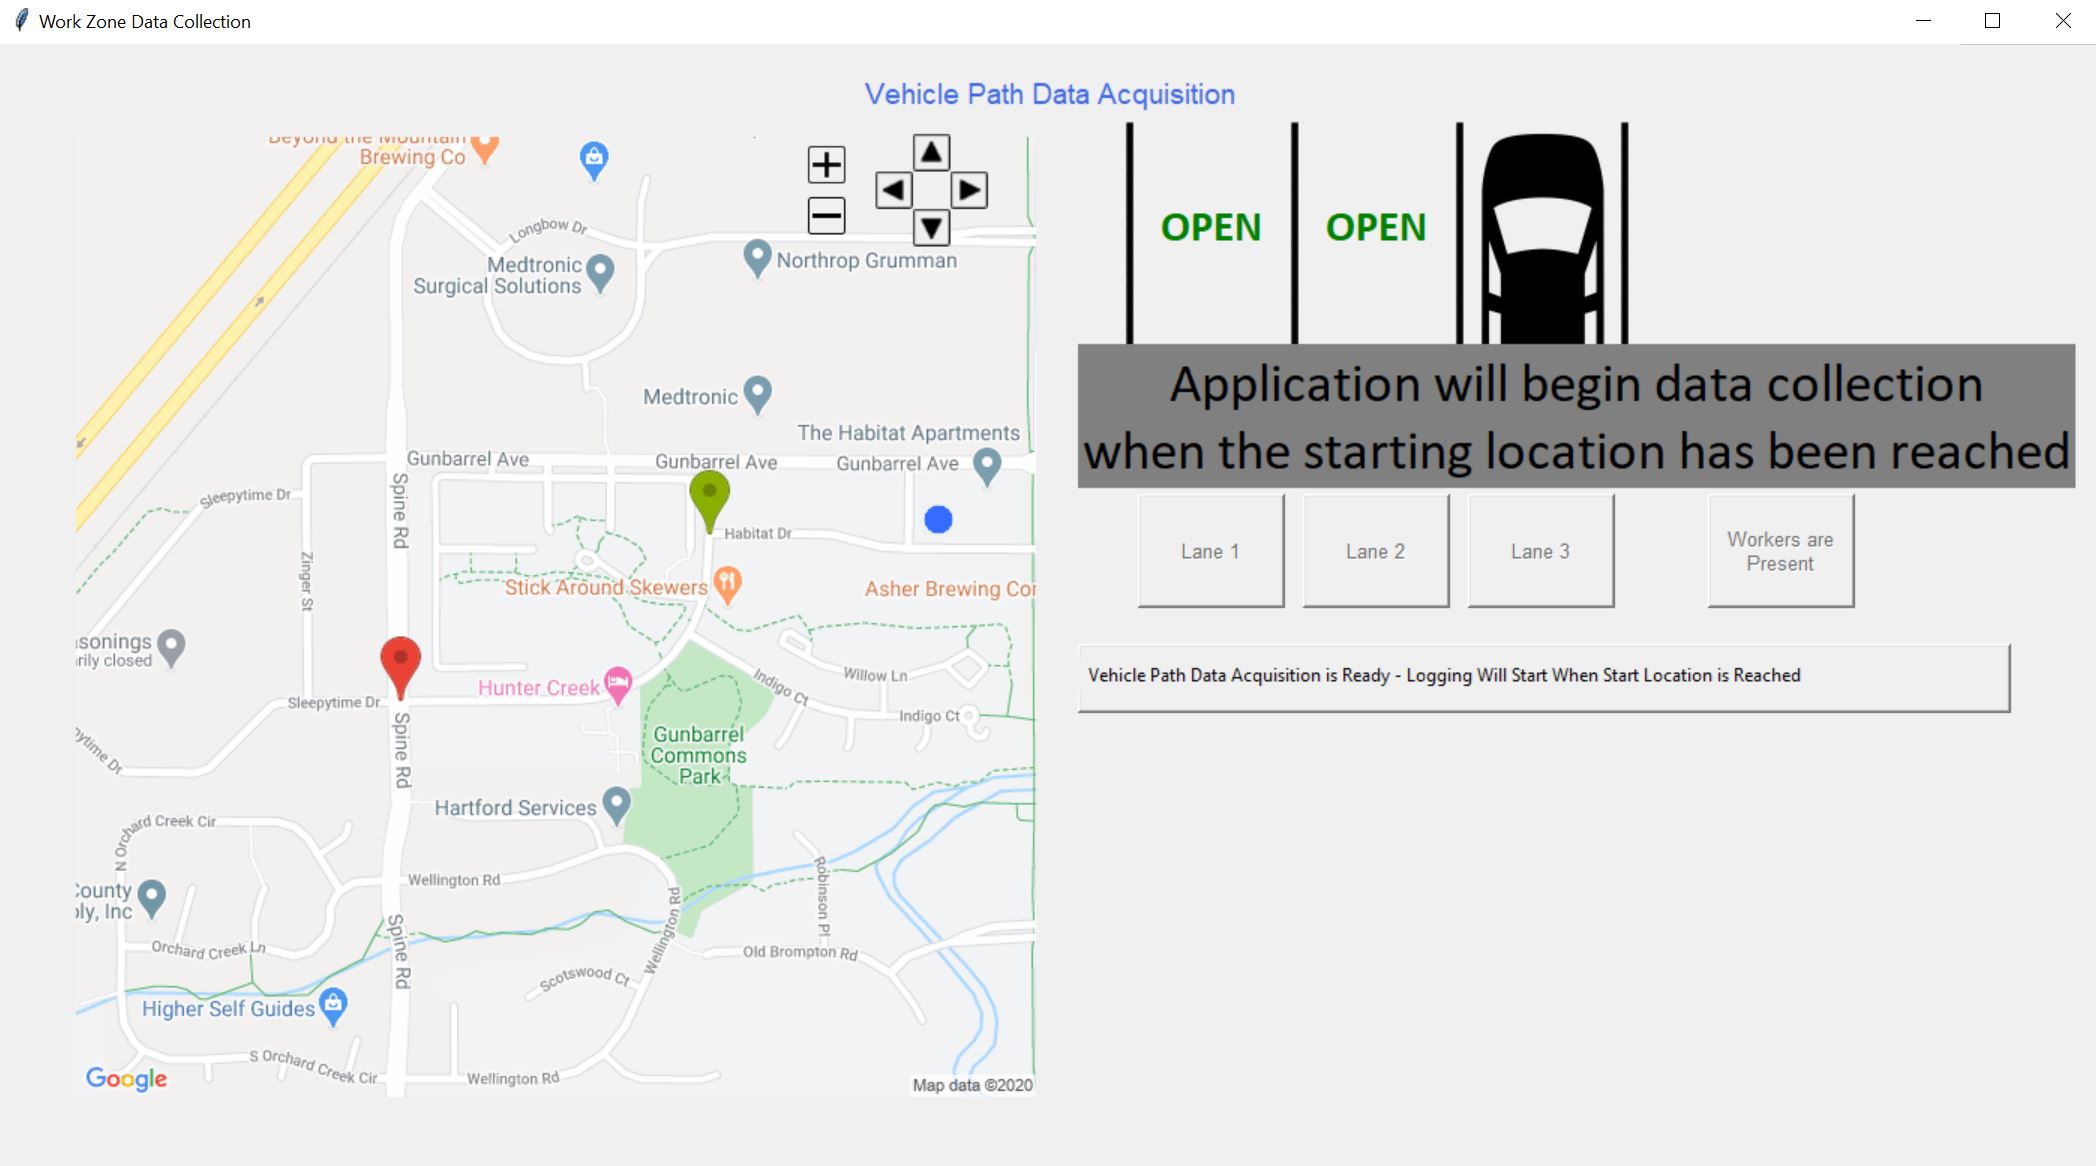 Work Zone Data Collection
Vehicle Path Data Acquisition
Beyond the Mountain
Brewing Co
Longbow Dr
Medtronic
Surgical Solutions
Northrop Grumman
Medtronic
The Habitat Apartments
Gunbarrel Ave
Gunbarrel Ave
Gunbarrel Ave
Sleepytime Dr
Spine Rd
Habitat Dr
Zinger St
Stick Around Skewers
Asher Brewing Co
asonings
rily closed
Willow Ln
Indigo Ct
Hunter Creek
Sleepytime Dr
Indigo Ct
Spine Rd
Gunbarrel
Commons
Park
ytime Dr
Hartford Services
N Orchard Creek Cir
Robinson Pl
Wellington Rd
County
ly, Inc
Wellington Rd
Spine Rd
Orchard Creek Ln
Old Brompton Rd
Scotswood Ct
Higher Self Guides
S Orchard Creek Cir
Wellington Rd
Google
Map data ©2020
OPEN
OPEN
Application will begin data collection
when the starting location has been reached
Lane 1
Lane 2
Lane 3
Workers are
Present
Vehicle Path Data Acquisition is Ready - Logging Will Start When Start Location is Reached